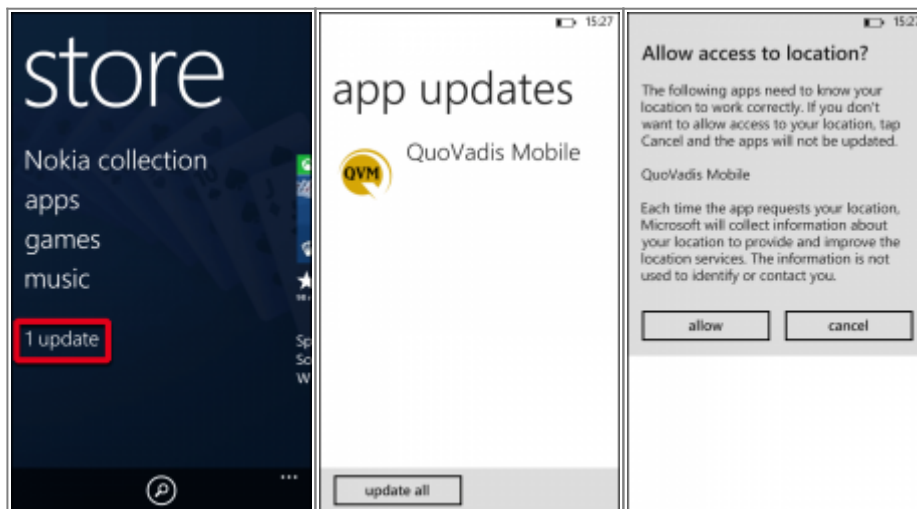 store
Nokia collection
apps
games
music
1 update
15:27
app updates
QVM
QuoVadis Mobile
update all
15:27
Allow access to location?
The following apps need to know your
location to work correctly. If you don't
want to allow access to your location, tap
Cancel and the apps will not be updated.
QuoVadis Mobile
Each time the app requests your location,
Microsoft will collect information about
your location to provide and improve the
location services. The information is not
used to identify or contact you.
allow
cancel